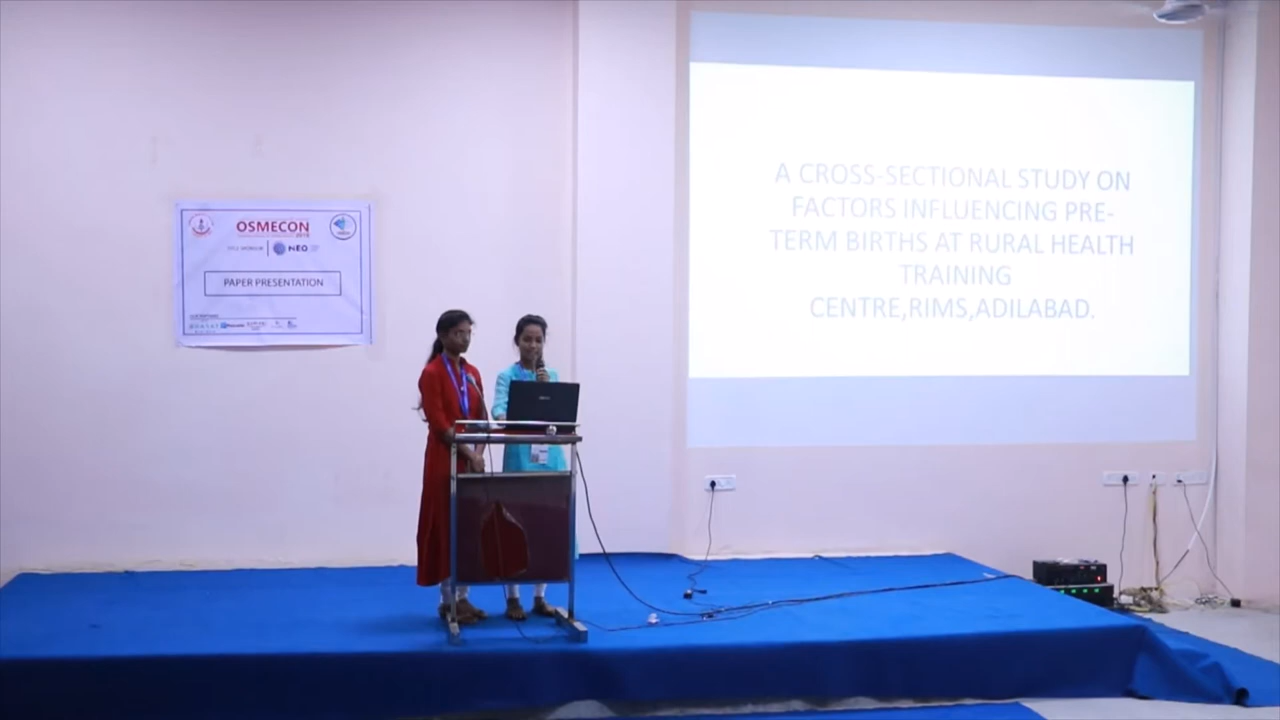 OSMECON
NEO
PAPER PRESENTATION
A CROSS-SECTIONAL STUDY ON
FACTORS INFLUENCING PRE-
TERM BIRTHS AT RURAL HEALTH
TRAINING
CENTRE,RIMS,ADILABAD.